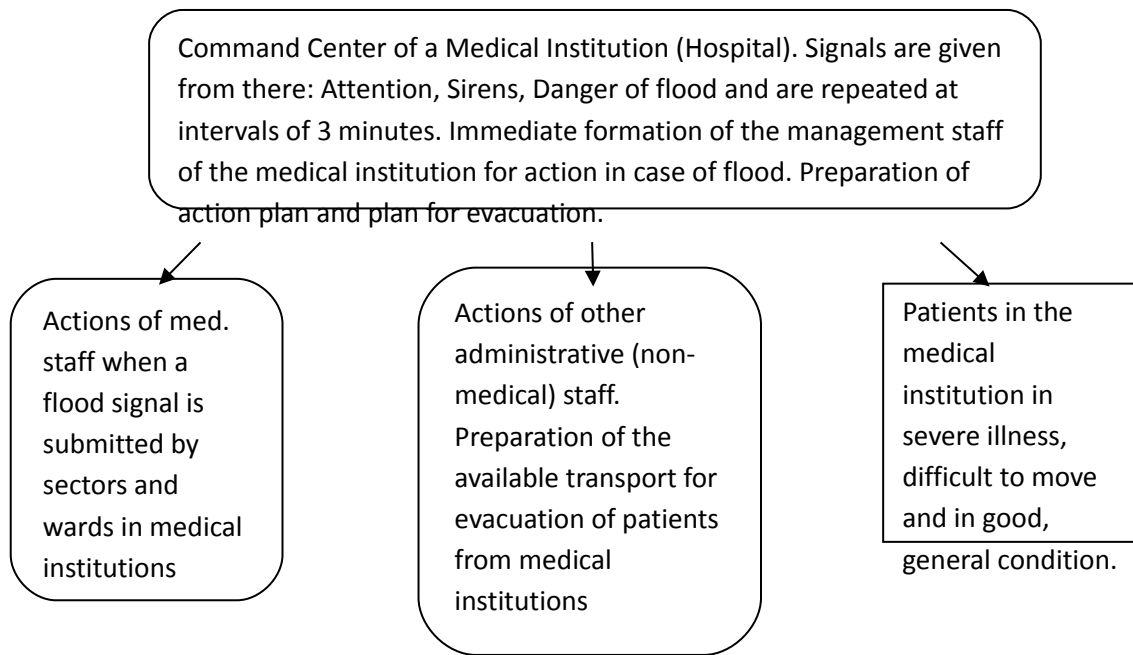 Command Center of a Medical Institution (Hospital). Signals are given
from there: Attention, Sirens, Danger of flood and are repeated at
intervals of 3 minutes. Immediate formation of the management staff
of the medical institution for action in case of flood. Preparation of
action plan and plan for evacuation.
Actions of med.
staff when a
flood signal is
submitted by
sectors and
wards in medical
institutions
Actions of other
administrative (non-
medical) staff.
Preparation of the
available transport for
evacuation of patients
from medical
institutions
Patients in the
medical
institution in
severe illness,
difficult to move
and in good,
general condition.